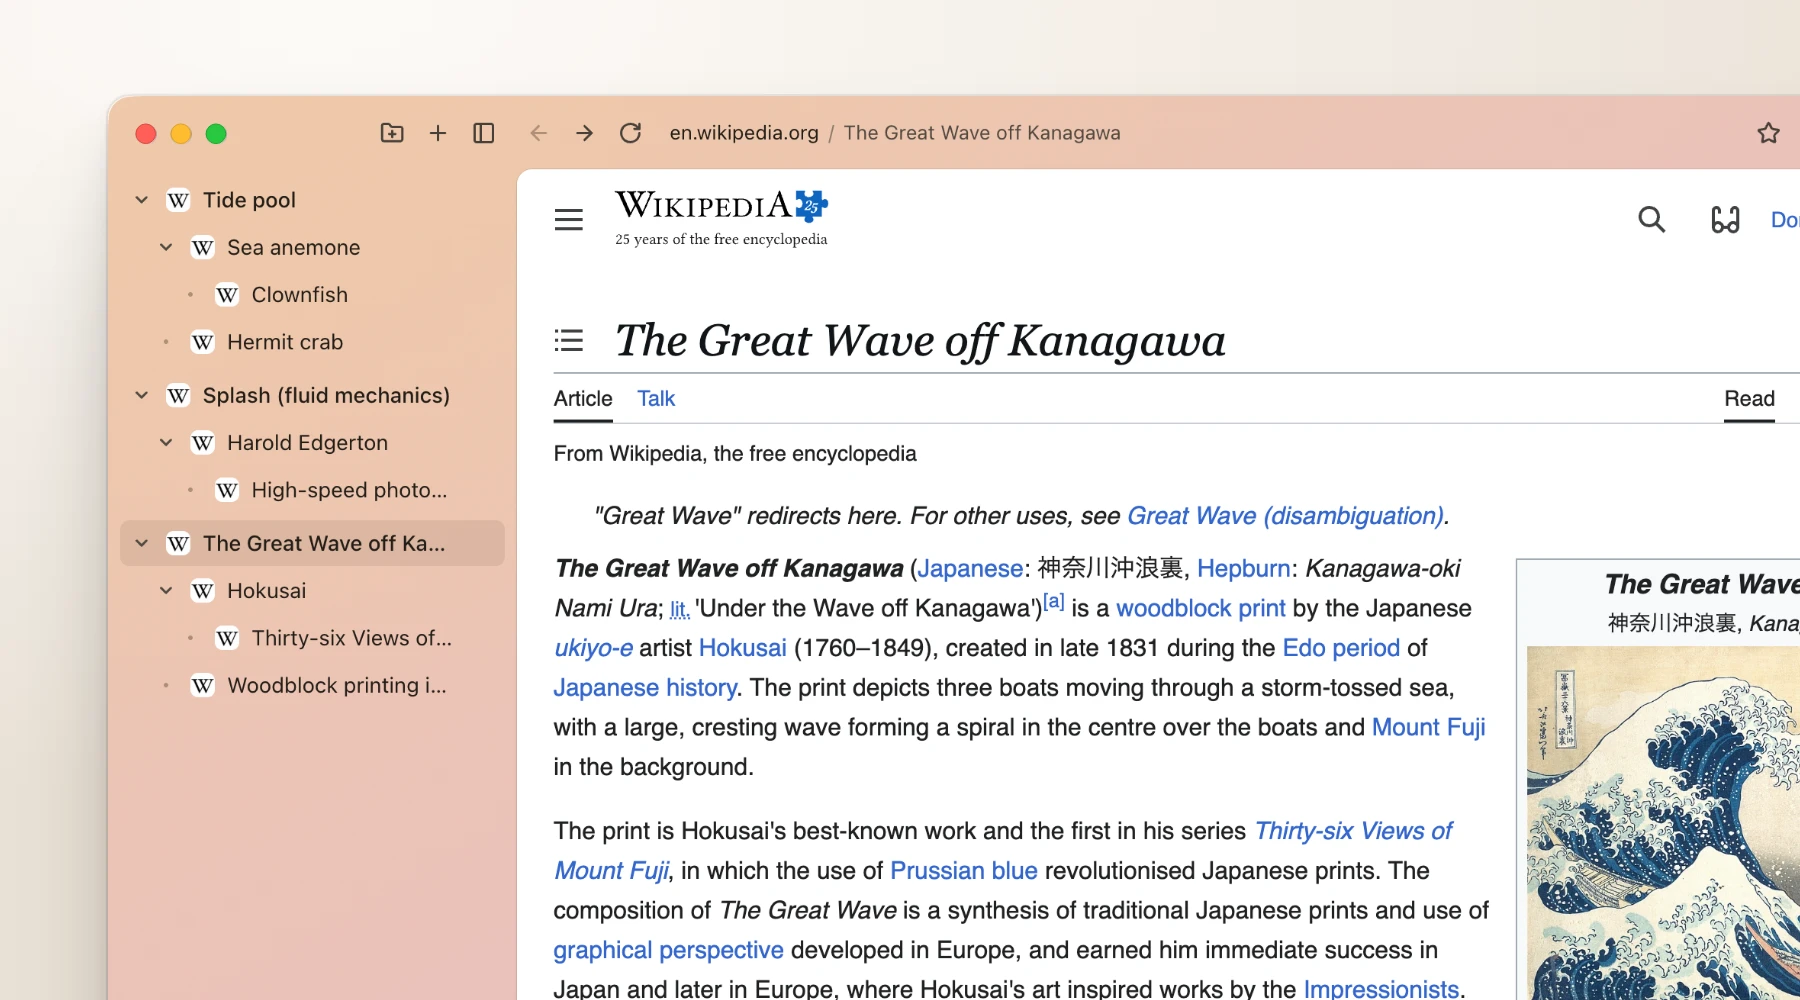 en.wikipedia.org / The Great Wave off Kanagawa
Tide pool
Sea anemone
Clownfish
Hermit crab
Splash (fluid mechanics)
Harold Edgerton
High-speed photo...
The Great Wave off Ka...
Hokusai
Thirty-six Views of...
Woodblock printing i...
WIKIPEDIA 25
25 years of the free encyclopedia
Don
The Great Wave off Kanagawa
Article Talk
Read
From Wikipedia, the free encyclopedia
"Great Wave" redirects here. For other uses, see Great Wave (disambiguation).
The Great Wave off Kanagawa (Japanese: 神奈川沖浪裏, Hepburn: Kanagawa-oki
Nami Ura; lit. 'Under the Wave off Kanagawa')[a] is a woodblock print by the Japanese
ukiyo-e artist Hokusai (1760–1849), created in late 1831 during the Edo period of
Japanese history. The print depicts three boats moving through a storm-tossed sea,
with a large, cresting wave forming a spiral in the centre over the boats and Mount Fuji
in the background.
The print is Hokusai's best-known work and the first in his series Thirty-six Views of
Mount Fuji, in which the use of Prussian blue revolutionised Japanese prints. The
composition of The Great Wave is a synthesis of traditional Japanese prints and use of
graphical perspective developed in Europe, and earned him immediate success in
Japan and later in Europe, where Hokusai's art inspired works by the Impressionists.
The Great Wave
神奈川沖浪裏, Kana